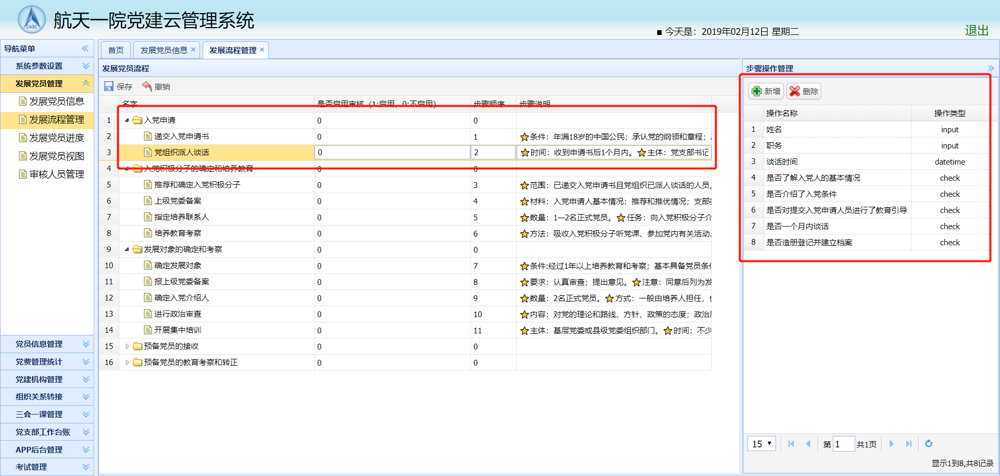 CASC
航天一院党建云管理系统
■ 今天是：2019年02月12日 星期二
退出
导航菜单
系统参数设置
发展党员管理
发展党员信息
发展流程管理
发展党员进度
发展党员视图
审核人员管理
党员信息管理
党费管理统计
党建机构管理
组织关系转接
三会一课管理
党支部工作台账
APP后台管理
考试管理
首页 发展党员信息 × 发展流程管理 ×
发展党员流程
保存 撤销
名字 是否启用审核（1:启用，0:不启用） 步骤顺序 步骤说明
1 入党申请 0 0
2 递交入党申请书 0 1 ★条件：年满18岁的中国公民；承认党的纲领和章程；
3 党组织派人谈话 0 2 ★时间：收到申请书后1个月内。★主体：党支部书记
4 入党积极分子的确定和培养教育 0 0
5 推荐和确定入党积极分子 0 3 ★范围：已递交入党申请书且党组织已派人谈话的人员。
6 上级党委备案 0 4 ★材料：入党申请人基本情况；推荐和推优情况；支部
7 指定培养联系人 0 5 ★数量：1—2名正式党员。★任务：向入党积极分子介
8 培养教育考察 0 6 ★方法：吸收入党积极分子听党课、参加党内有关活动、
9 发展对象的确定和考察 0 0
10 确定发展对象 0 7 ★条件:经过1年以上培养教育和考察；基本具备党员条件
11 报上级党委备案 0 8 ★要求：认真审查；提出意见。★注意：同意后列为发
12 确定入党介绍人 0 9 ★数量：2名正式党员。★方式：一般由培养人担任，
13 进行政治审查 0 10 ★内容：对党的理论和路线、方针、政策的态度；政治
14 开展集中培训 0 11 ★主体：基层党委或县级党委组织部门。★时间：不少
15 预备党员的接收 0 0
16 预备党员的教育考察和转正 0 0
步骤操作管理
新增 删除
操作名称 操作类型
1 姓名 input
2 职务 input
3 谈话时间 datetime
4 是否了解入党人的基本情况 check
5 是否介绍了入党条件 check
6 是否对提交入党申请人员进行了教育引导 check
7 是否一个月内谈话 check
8 是否造册登记并建立档案 check
15 第 1 共1页
显示1到8,共8记录